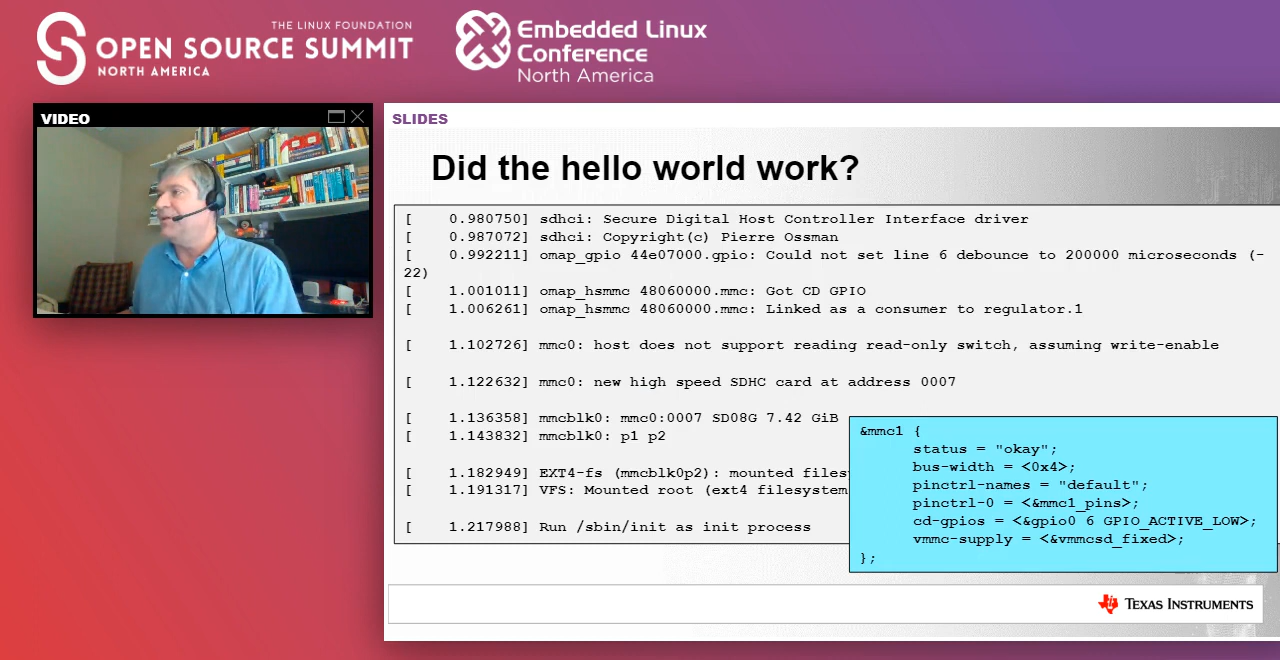 THE LINUX FOUNDATION
OPEN SOURCE SUMMIT
NORTH AMERICA
Embedded Linux
Conference
North America
VIDEO
SLIDES
Did the hello world work?
[    0.980750] sdhci: Secure Digital Host Controller Interface driver
[    0.987072] sdhci: Copyright(c) Pierre Ossman
[    0.992211] omap_gpio 44e07000.gpio: Could not set line 6 debounce to 200000 microseconds (-
22)
[    1.001011] omap_hsmmc 48060000.mmc: Got CD GPIO
[    1.006261] omap_hsmmc 48060000.mmc: Linked as a consumer to regulator.1
[    1.102726] mmc0: host does not support reading read-only switch, assuming write-enable
[    1.122632] mmc0: new high speed SDHC card at address 0007
[    1.136358] mmcblk0: mmc0:0007 SD08G 7.42 GiB
[    1.143832] mmcblk0: p1 p2
[    1.182949] EXT4-fs (mmcblk0p2): mounted files
[    1.191317] VFS: Mounted root (ext4 filesystem
[    1.217988] Run /sbin/init as init process
&mmc1 {
status = "okay";
bus-width = <0x4>;
pinctrl-names = "default";
pinctrl-0 = <&mmc1_pins>;
cd-gpios = <&gpio0 6 GPIO_ACTIVE_LOW>;
vmmc-supply = <&vmmcsd_fixed>;
};
TEXAS INSTRUMENTS